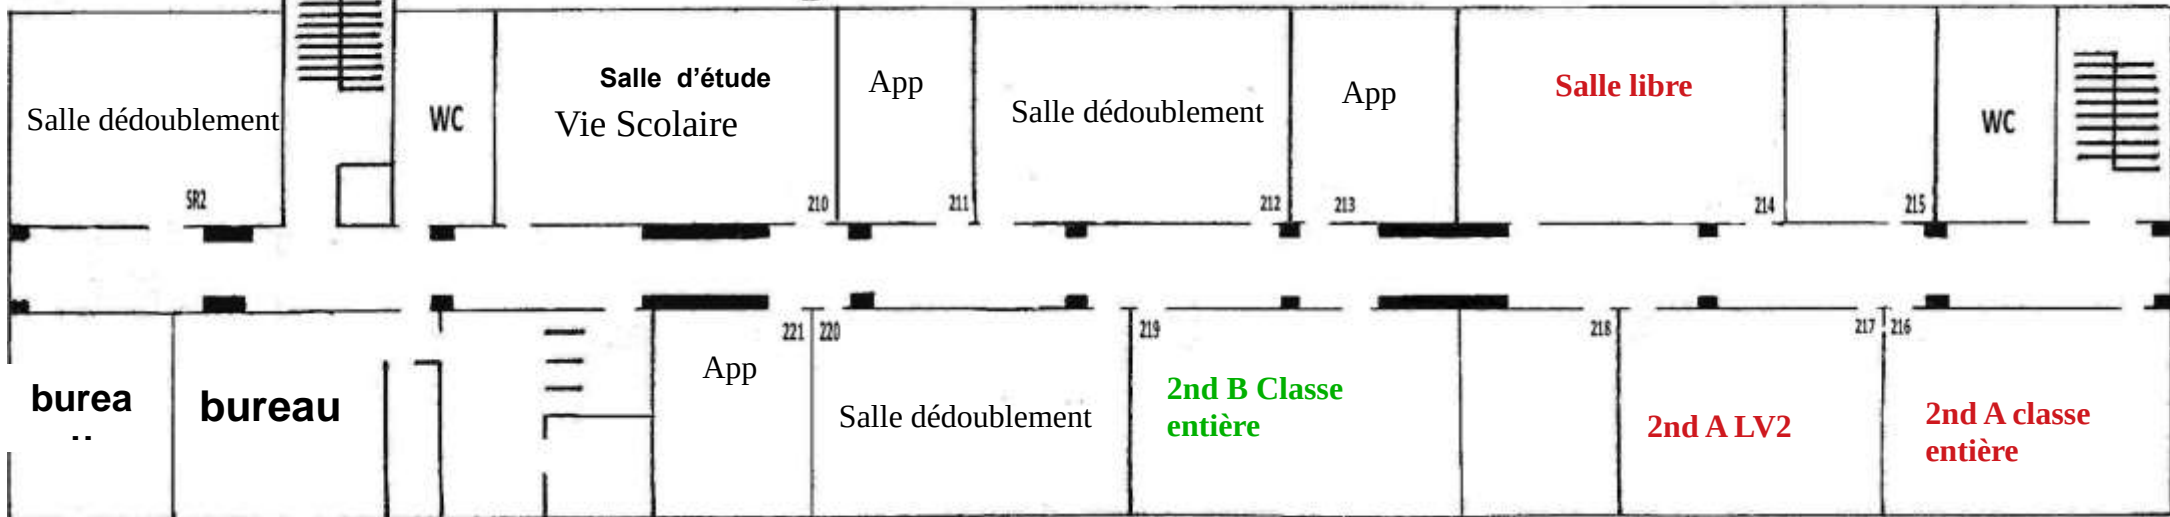 Salle dédoublement
SR2
WC
Salle d'étude
Vie Scolaire
210
App
211
Salle dédoublement
212
App
213
Salle libre
214
215
WC
burea
bureau
App
221
220
Salle dédoublement
219
2nd B Classe
entière
218
2nd A LV2
217
216
2nd A classe
entière